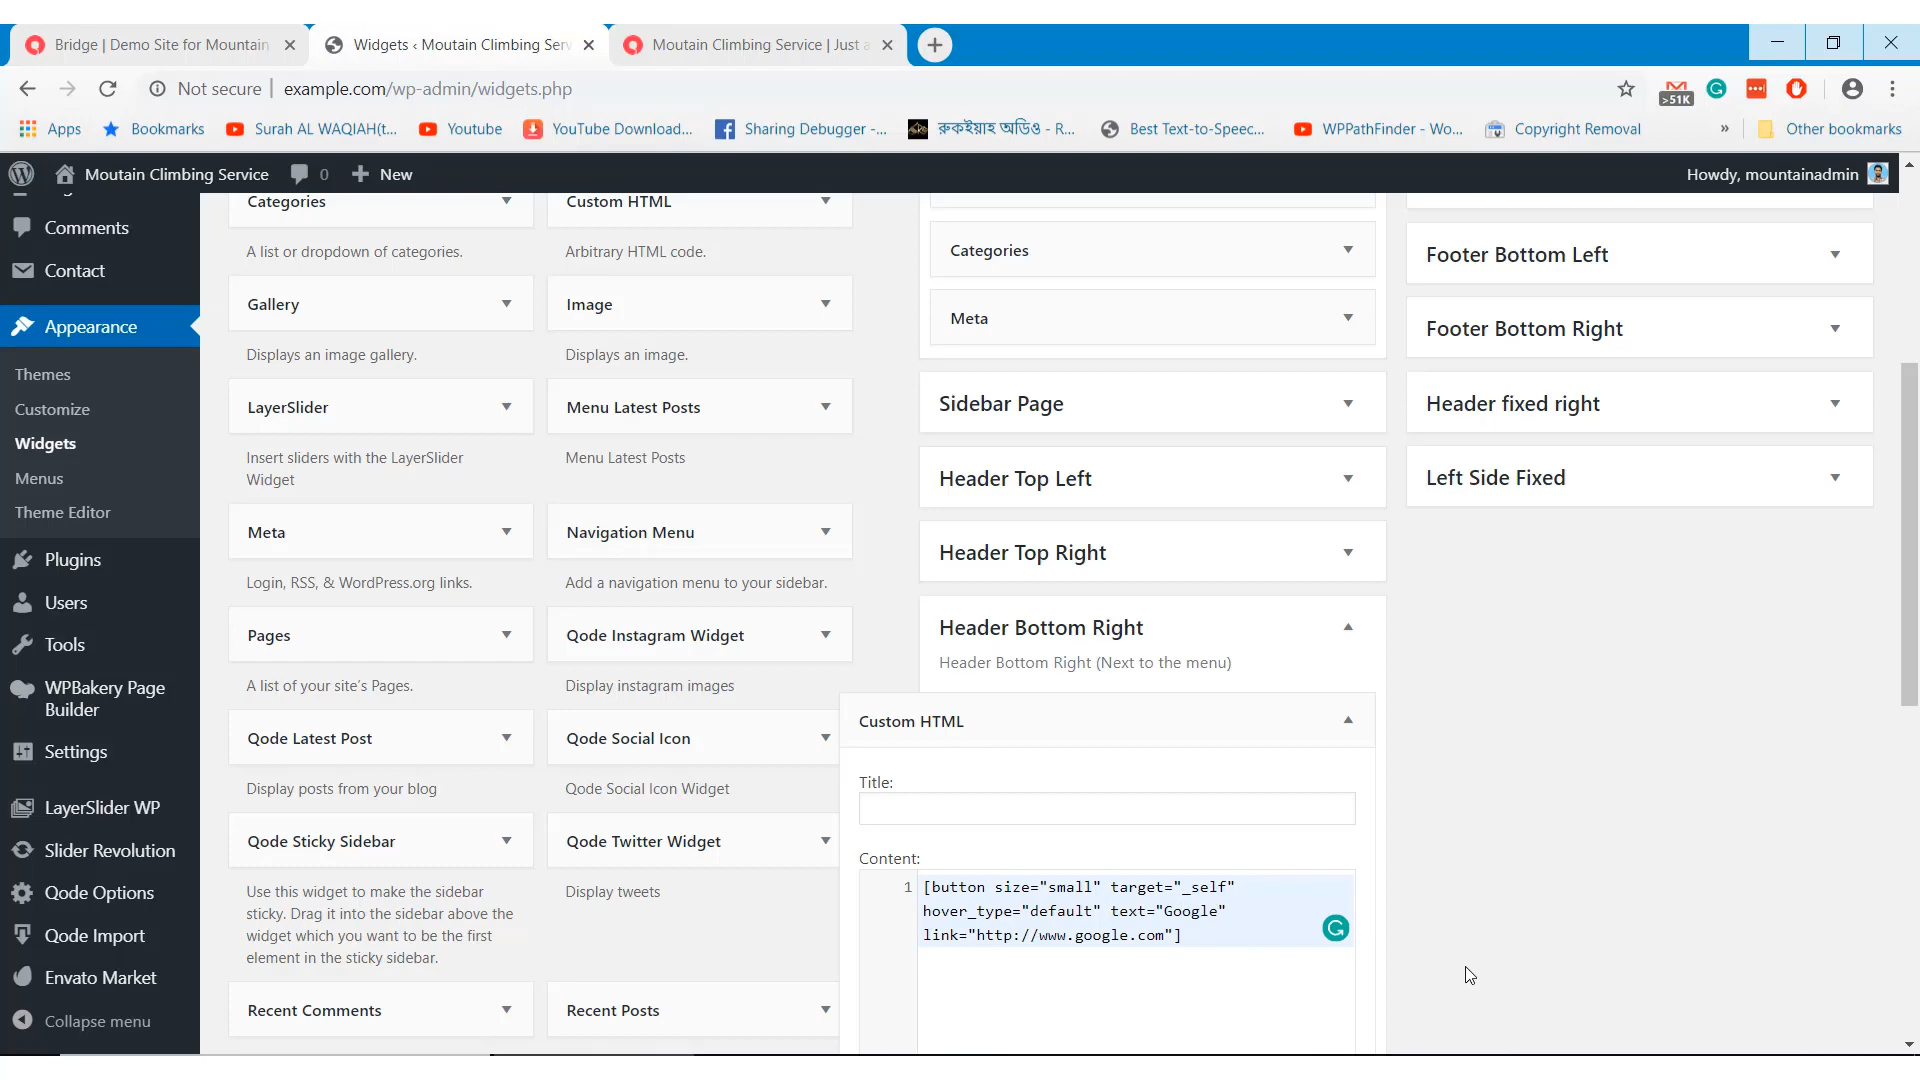 Bridge | Demo Site for Mountain
Widgets ‹ Moutain Climbing Serv
Moutain Climbing Service | Just a
Not secure | example.com/wp-admin/widgets.php
>51K
Apps
Bookmarks
Surah AL WAQIAH(t...
Youtube
YouTube Download...
Sharing Debugger -...
রুকইয়াহ অডিও - R...
Best Text-to-Speec...
WPPathFinder - Wo...
Copyright Removal
»
Other bookmarks
Moutain Climbing Service
0
New
Howdy, mountainadmin
Comments
Contact
Appearance
Themes
Customize
Widgets
Menus
Theme Editor
Plugins
Users
Tools
WPBakery Page
Builder
Settings
LayerSlider WP
Slider Revolution
Qode Options
Qode Import
Envato Market
Collapse menu
Categories
A list or dropdown of categories.
Custom HTML
Arbitrary HTML code.
Gallery
Displays an image gallery.
Image
Displays an image.
LayerSlider
Insert sliders with the LayerSlider
Widget
Menu Latest Posts
Menu Latest Posts
Meta
Login, RSS, & WordPress.org links.
Navigation Menu
Add a navigation menu to your sidebar.
Pages
A list of your site's Pages.
Qode Instagram Widget
Display instagram images
Qode Latest Post
Display posts from your blog
Qode Social Icon
Qode Social Icon Widget
Qode Sticky Sidebar
Use this widget to make the sidebar
sticky. Drag it into the sidebar above the
widget which you want to be the first
element in the sticky sidebar.
Qode Twitter Widget
Display tweets
Recent Comments
Recent Posts
Categories
Meta
Sidebar Page
Header Top Left
Header Top Right
Header Bottom Right
Header Bottom Right (Next to the menu)
Custom HTML
Title:
Content:
1
[button size="small" target="_self"
hover_type="default" text="Google"
link="http://www.google.com"]
Footer Bottom Left
Footer Bottom Right
Header fixed right
Left Side Fixed